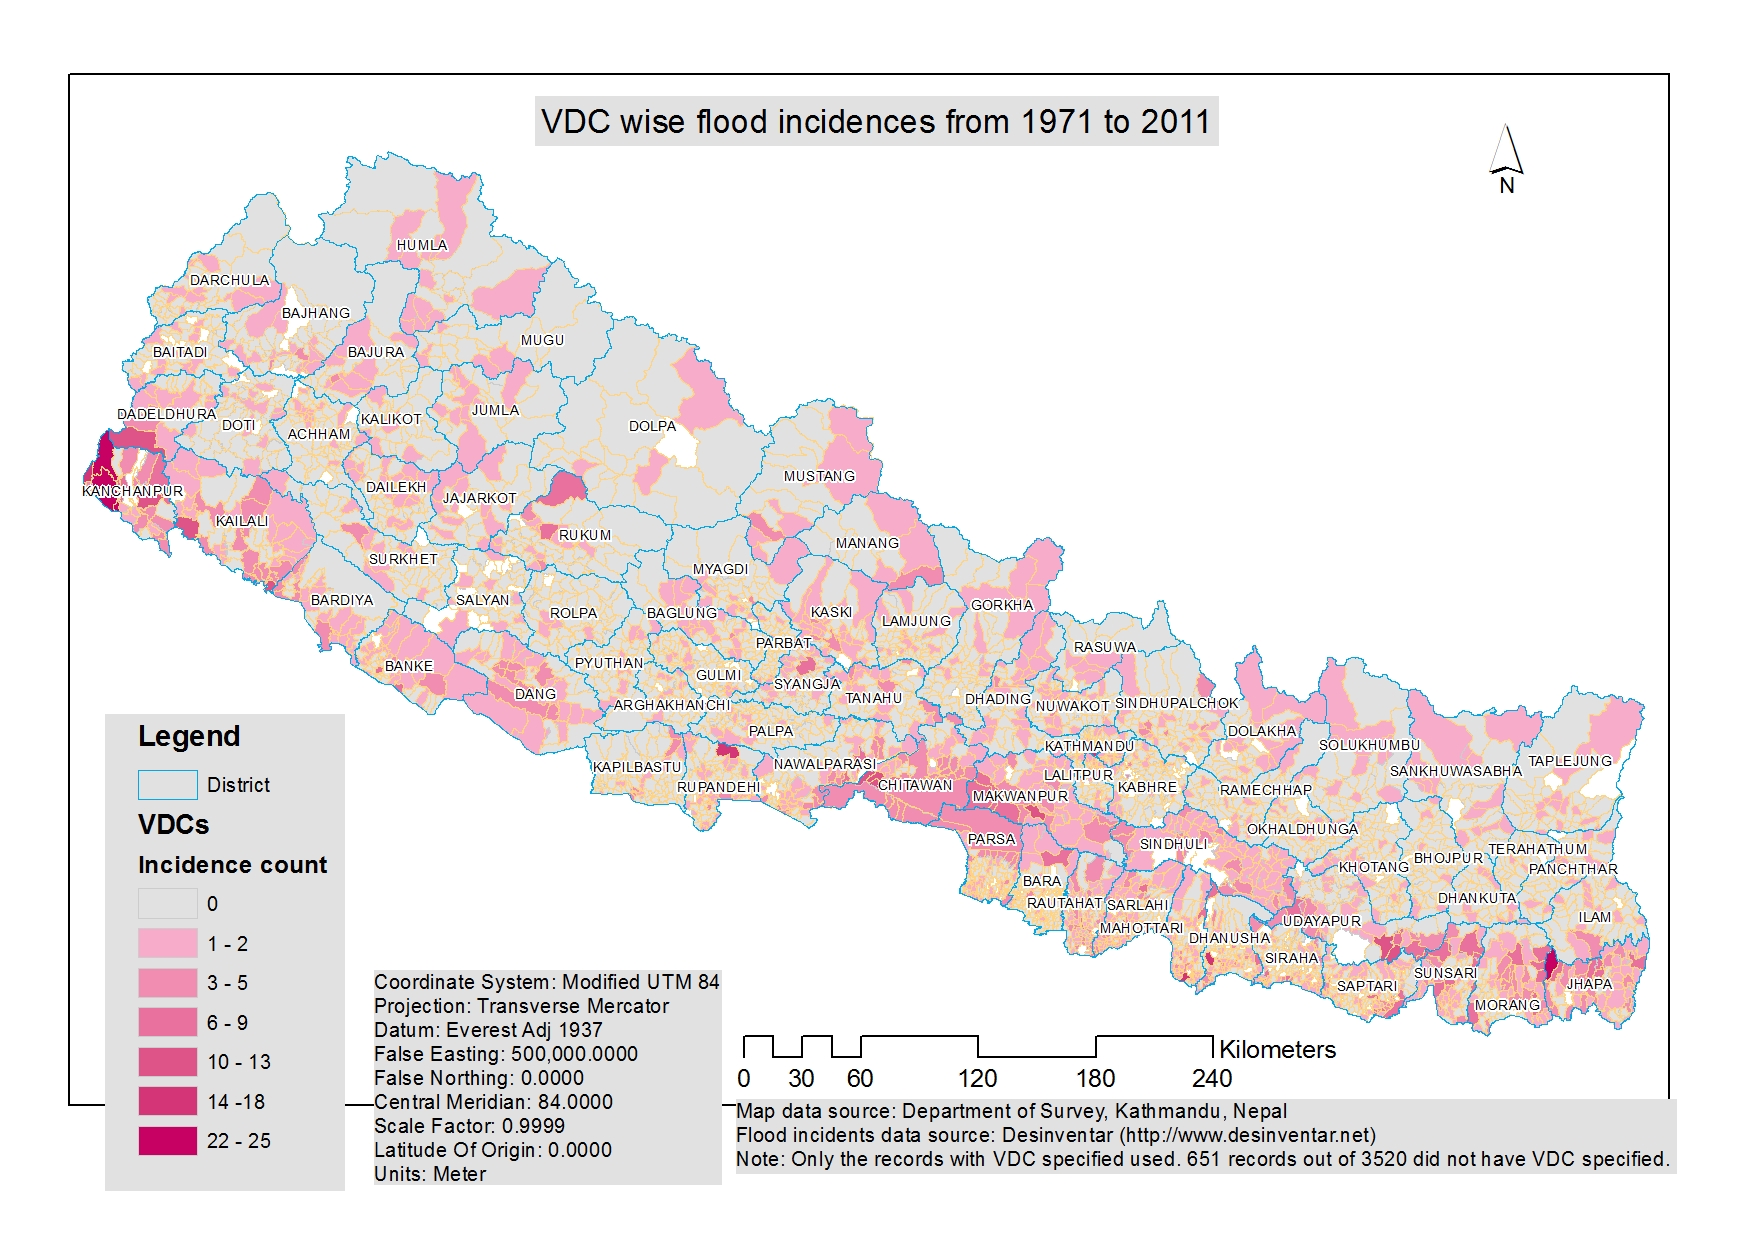 VDC wise flood incidences from 1971 to 2011
N
HUMLA
DARCHULA
BAJHANG
MUGU
BAITADI
BAJURA
DADELDHURA
JUMLA
KALIKOT
DOTI
DOLPA
ACHHAM
MUSTANG
DAILEKH
KANCHANPUR
JAJARKOT
KAILALI
RUKUM
MANANG
SURKHET
MYAGDI
BARDIYA
SALYAN
GORKHA
ROLPA
BAGLUNG
KASKI
LAMJUNG
PARBAT
RASUWA
PYUTHAN
BANKE
GULMI
SYANGJA
DANG
TANAHU
DHADING
NUWAKOT
SINDHUPALCHOK
ARGHAKHANCHI
PALPA
DOLAKHA
KATHMANDU
SOLUKHUMBU
TAPLEJUNG
NAWALPARASI
KAPILBASTU
SANKHUWASABHA
LALITPUR
RUPANDEHI
CHITAWAN
KABHRE
RAMECHHAP
MAKWANPUR
OKHALDHUNGA
PARSA
SINDHULI
TERAHATHUM
BHOJPUR
KHOTANG
PANCHTHAR
BARA
DHANKUTA
RAUTAHAT
SARLAHI
ILAM
UDAYAPUR
MAHOTTARI
DHANUSHA
SIRAHA
SUNSARI
JHAPA
SAPTARI
MORANG
Legend
District
VDCs
Incidence count
0
1 - 2
3 - 5
6 - 9
10 - 13
14 -18
22 - 25
Coordinate System: Modified UTM 84
Projection: Transverse Mercator
Datum: Everest Adj 1937
False Easting: 500,000.0000
False Northing: 0.0000
Central Meridian: 84.0000
Scale Factor: 0.9999
Latitude Of Origin: 0.0000
Units: Meter
Kilometers
0 30 60 120 180 240
Map data source: Department of Survey, Kathmandu, Nepal
Flood incidents data source: Desinventar (http://www.desinventar.net)
Note: Only the records with VDC specified used. 651 records out of 3520 did not have VDC specified.